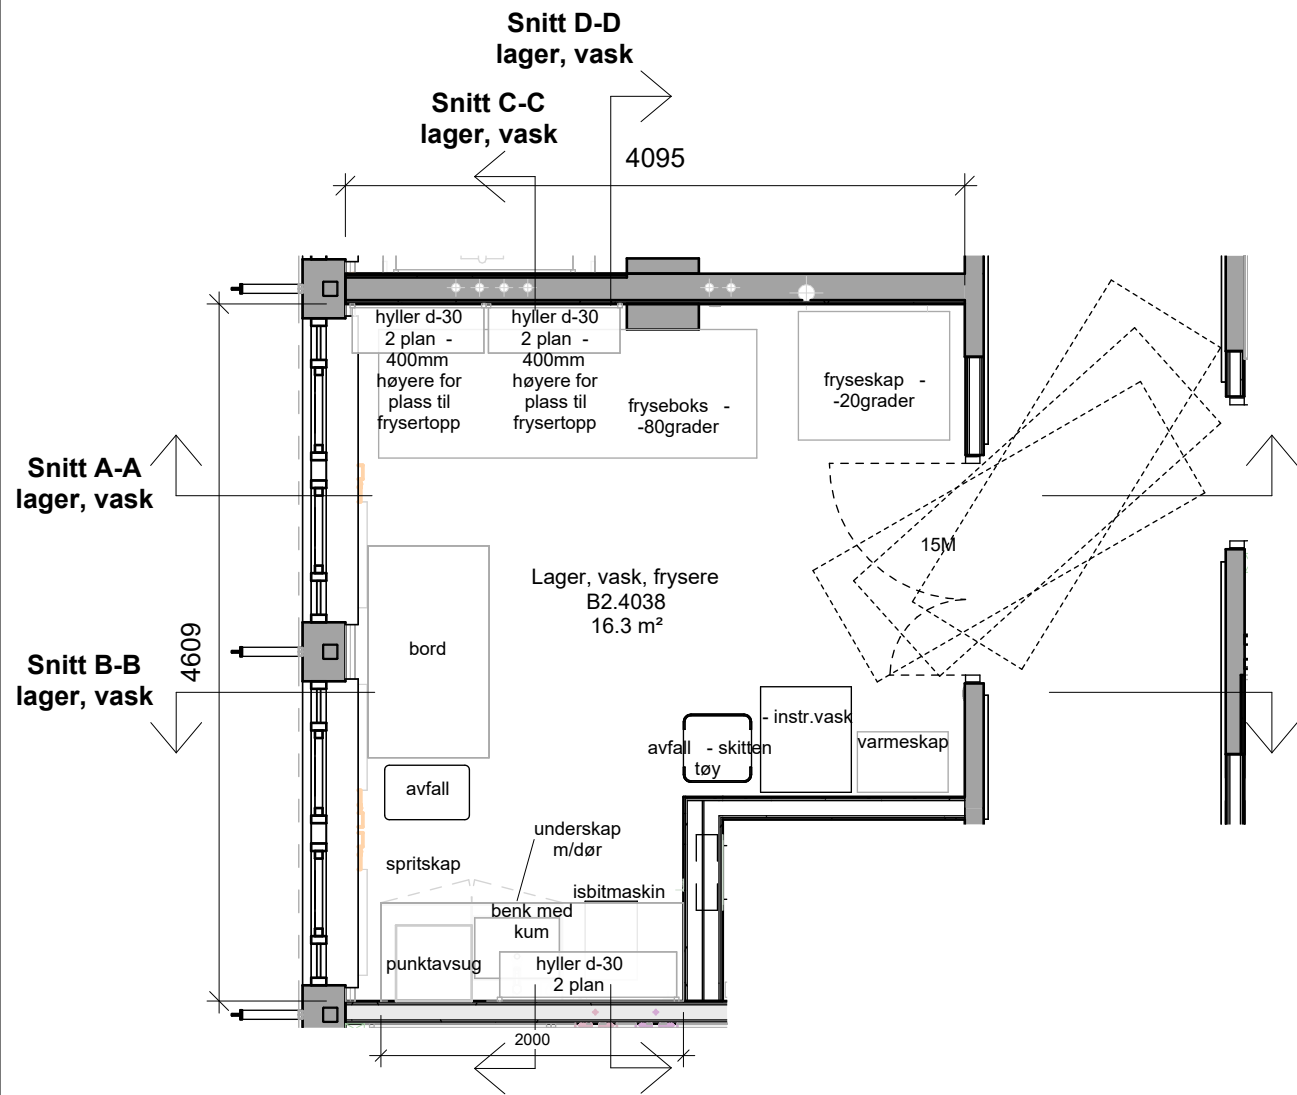 Snitt D-D
lager, vask
Snitt C-C
lager, vask
4095
hyller d-30
2 plan -
400mm
høyere for
plass til
frysertopp
hyller d-30
2 plan -
400mm
høyere for
plass til
frysertopp
fryseboks -
-80grader
fryseskap -
-20grader
Snitt A-A
lager, vask
15M
Lager, vask, frysere
B2.4038
16.3 m²
4609
bord
Snitt B-B
lager, vask
- instr.vask
avfall - skitten
tøy
varmeskap
avfall
underskap
m/dør
spritskap
isbitmaskin
benk med
kum
punktavsug
hyller d-30
2 plan
2000